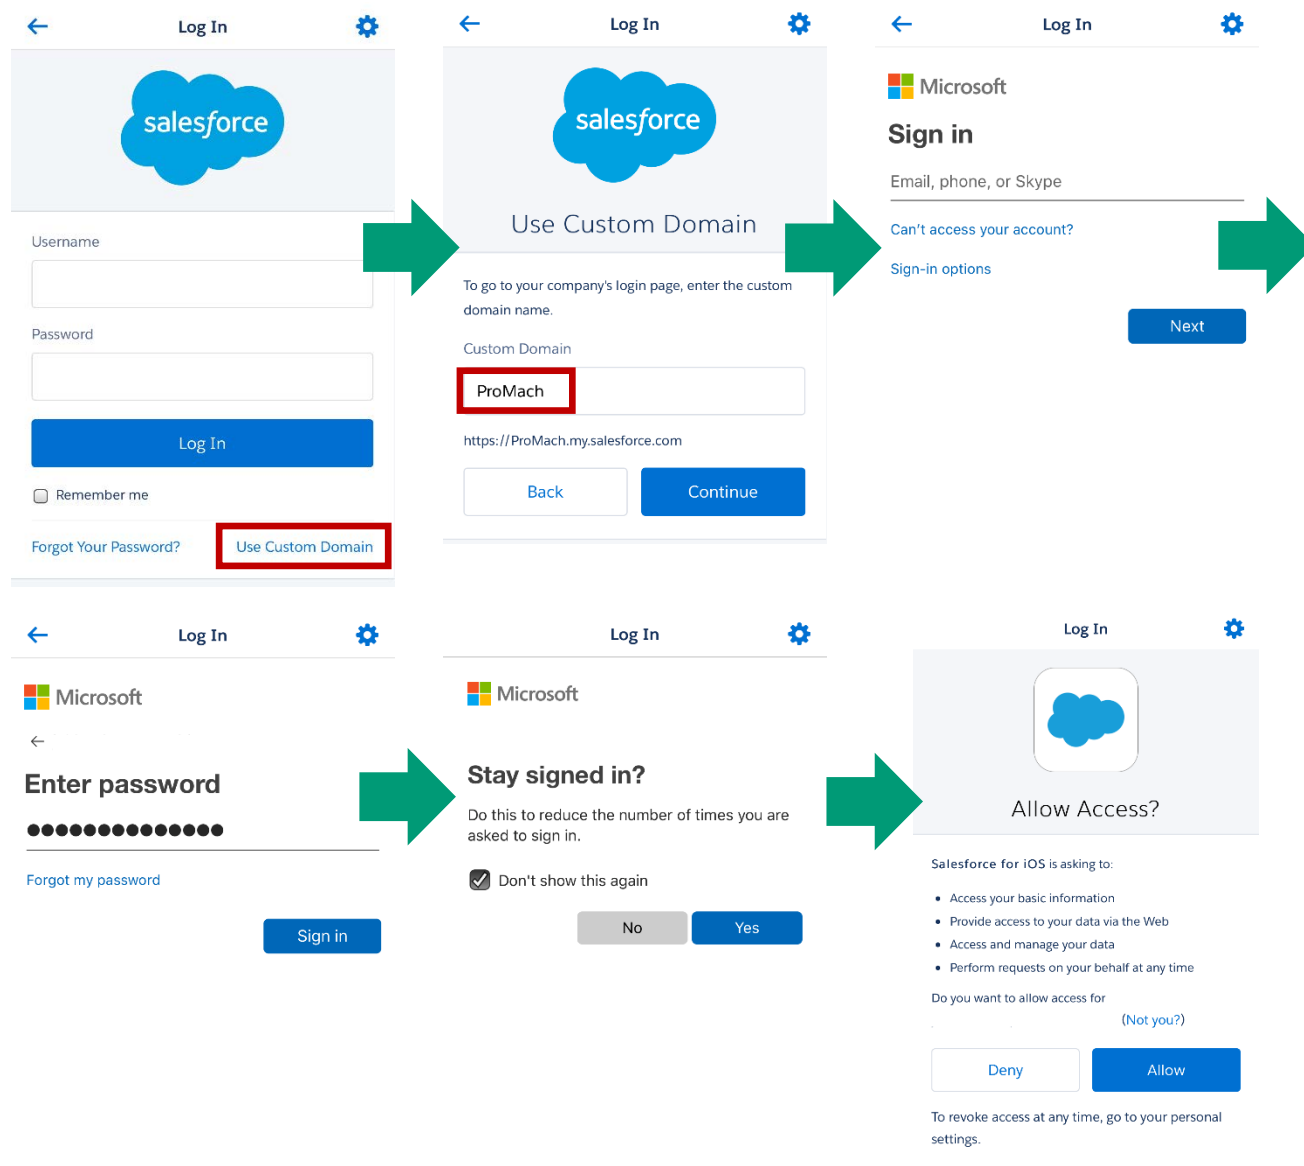 Log In
salesforce
Username
Password
Log In
Remember me
Forgot Your Password?
Use Custom Domain
Log In
salesforce
Use Custom Domain
To go to your company's login page, enter the custom
domain name.
Custom Domain
ProMach
https://ProMach.my.salesforce.com
Back
Continue
Log In
Microsoft
Sign in
Email, phone, or Skype
Can't access your account?
Sign-in options
Next
Log In
Microsoft
Enter password
Forgot my password
Sign in
Log In
Microsoft
Stay signed in?
Do this to reduce the number of times you are
asked to sign in.
Don't show this again
No
Yes
Log In
Allow Access?
Salesforce for iOS is asking to:
• Access your basic information
• Provide access to your data via the Web
• Access and manage your data
• Perform requests on your behalf at any time
Do you want to allow access for
(Not you?)
Deny
Allow
To revoke access at any time, go to your personal
settings.